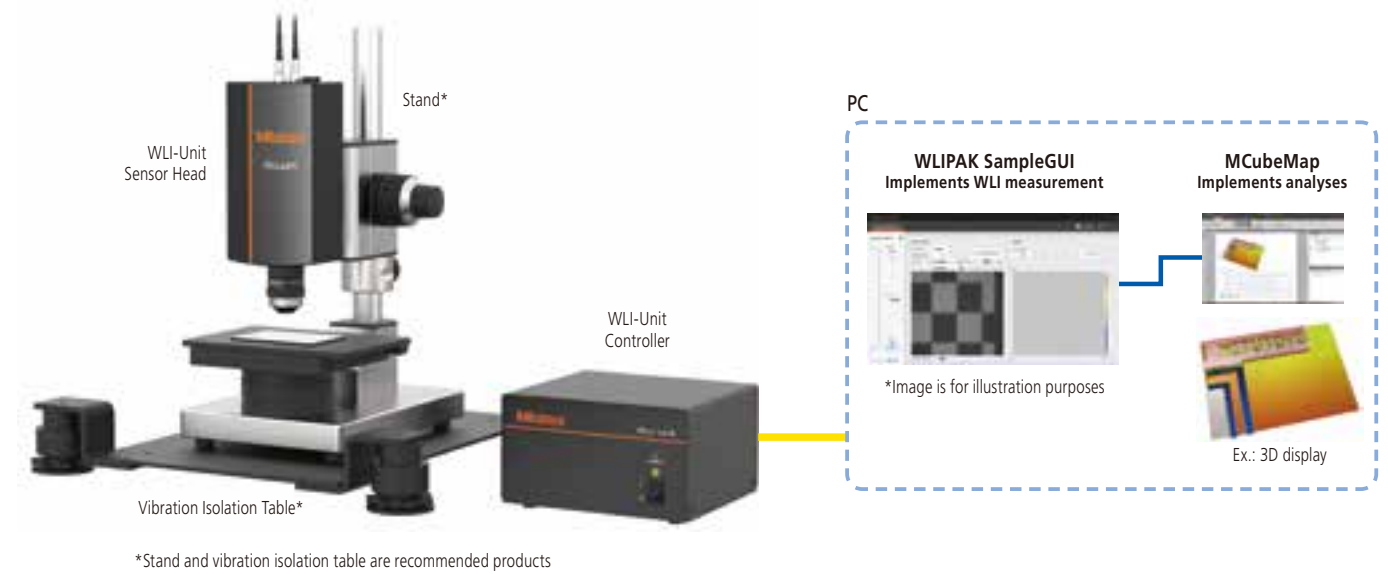 Stand*
WLI-Unit
Sensor Head
WLI-Unit
Controller
Vibration Isolation Table*
*Stand and vibration isolation table are recommended products
PC
WLIPAK SampleGUI
Implements WLI measurement
MCubeMap
Implements analyses
*Image is for illustration purposes
Ex.: 3D display